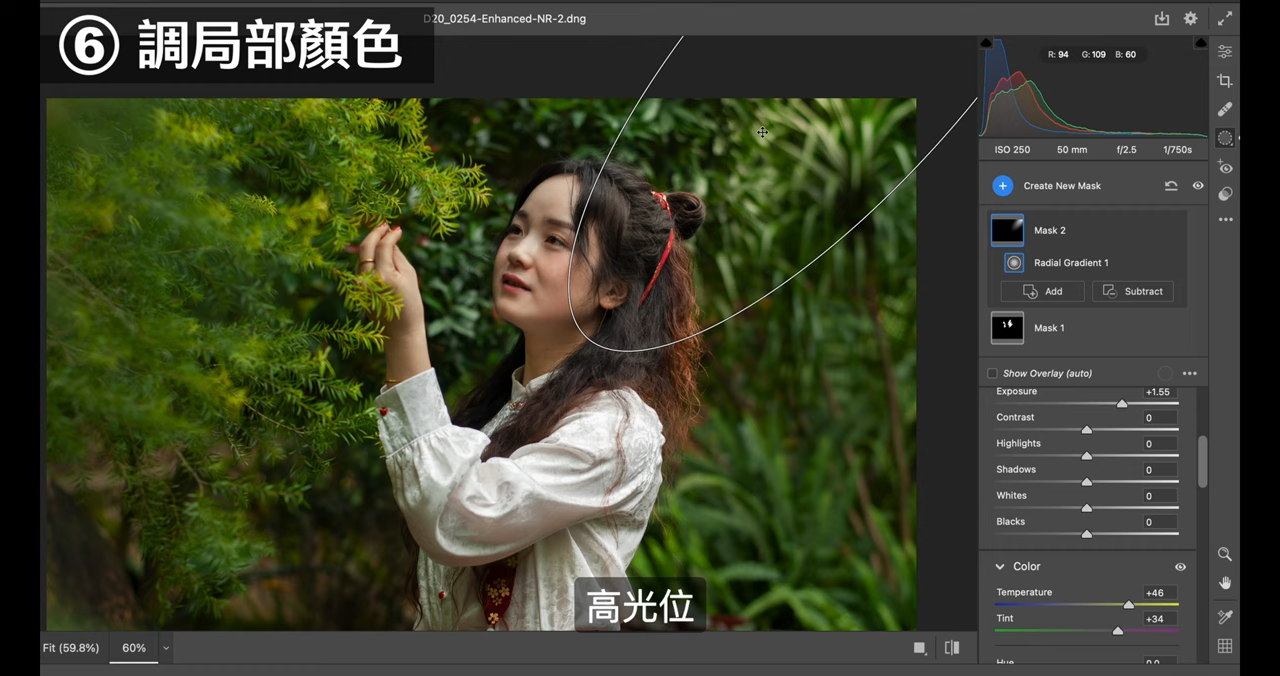 D20_0254-Enhanced-NR-2.dng
⑥ 調局部顏色
R: 94 G: 109 B: 60
ISO 250 50 mm f/2.5 1/750s
Create New Mask
Mask 2
Radial Gradient 1
Add Subtract
Mask 1
Show Overlay (auto)
Exposure +1.55
Contrast 0
Highlights 0
Shadows 0
Whites 0
Blacks 0
Color
Temperature +46
Tint +34
Hue 0.0
高光位
Fit (59.8%) 60%